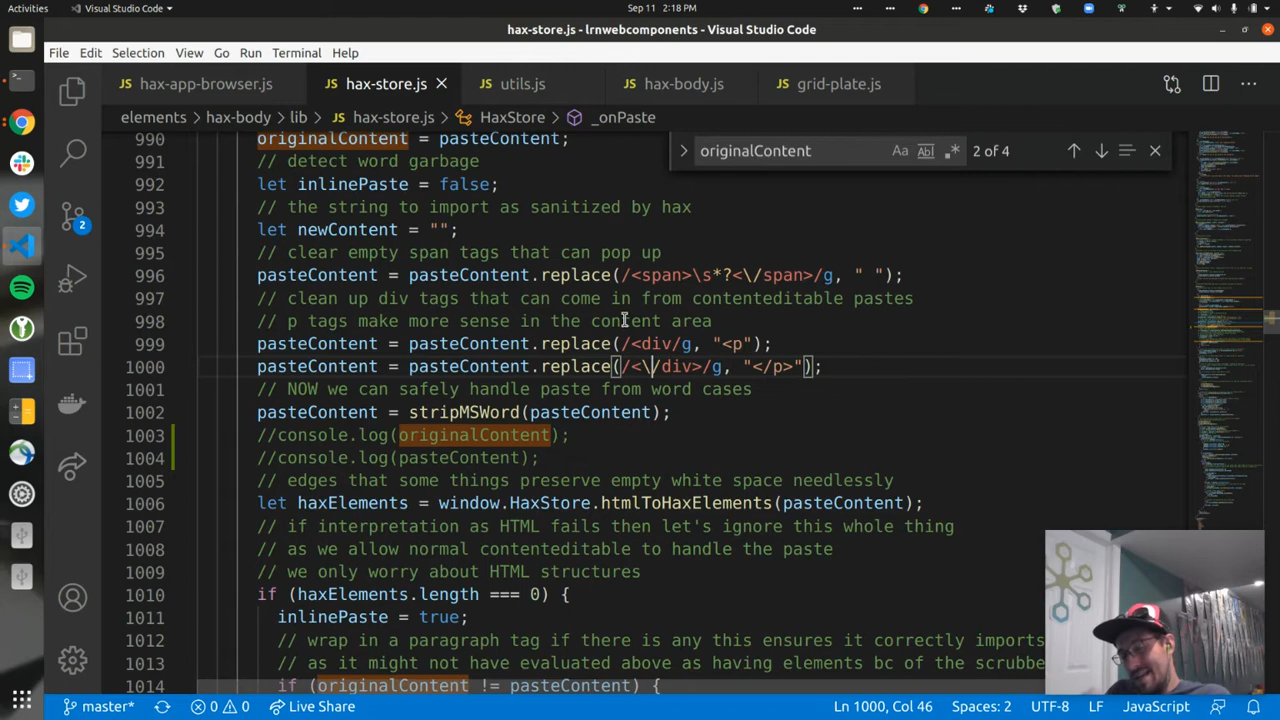 Activities
Visual Studio Code
Sep 11 2:18 PM
hax-store.js - lrnwebcomponents - Visual Studio Code
File Edit Selection View Go Run Terminal Help
JS hax-app-browser.js
JS hax-store.js
JS utils.js
JS hax-body.js
JS grid-plate.js
elements > hax-body > lib > JS hax-store.js > HaxStore > _onPaste
originalContent
Aa Abl .* 2 of 4
990 originalContent = pasteContent;
991 // detect word garbage
992 let inlinePaste = false;
993 // the string to import as sanitized by hax
994 let newContent = "";
995 // clear empty span tags that can pop up
996 pasteContent = pasteContent.replace(/<span>\s*?<\/span>/g, " ");
997 // clean up div tags that can come in from contenteditable pastes
998 // p tags make more sense in the content area
999 pasteContent = pasteContent.replace(/<div/g, "<p");
1000 pasteContent = pasteContent.replace(/<\/div>/g, "</p>");
1001 // NOW we can safely handle paste from word cases
1002 pasteContent = stripMSWord(pasteContent);
1003 //console.log(originalContent);
1004 //console.log(pasteContent);
1005 // edges that some things preserve empty white space needlessly
1006 let haxElements = window.HaxStore.htmlToHaxElements(pasteContent);
1007 // if interpretation as HTML fails then let's ignore this whole thing
1008 // as we allow normal contenteditable to handle the paste
1009 // we only worry about HTML structures
1010 if (haxElements.length === 0) {
1011 inlinePaste = true;
1012 // wrap in a paragraph tag if there is any this ensures it correctly imports
1013 // as it might not have evaluated above as having elements bc of the scrubbe
1014 if (originalContent != pasteContent) {
2
master* 0 0 Live Share
Ln 1000, Col 46 Spaces: 2 UTF-8 LF JavaScript